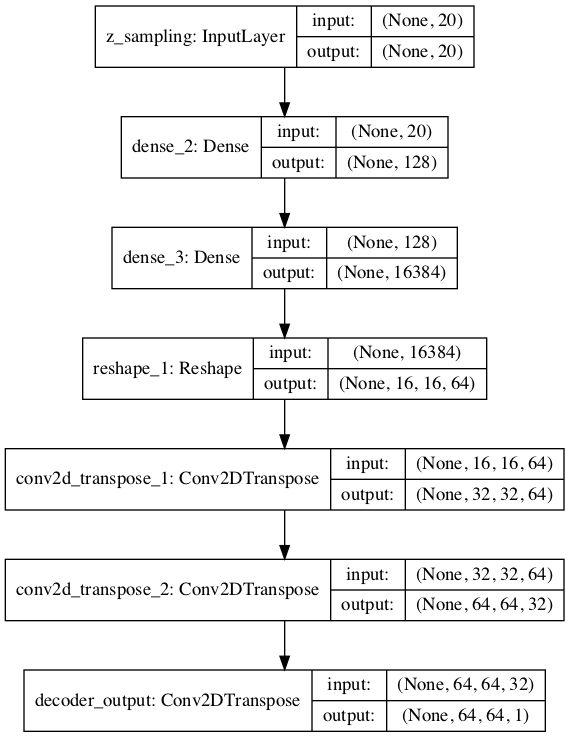 z_sampling: InputLayer
input: (None, 20)
output: (None, 20)
dense_2: Dense
input: (None, 20)
output: (None, 128)
dense_3: Dense
input: (None, 128)
output: (None, 16384)
reshape_1: Reshape
input: (None, 16384)
output: (None, 16, 16, 64)
conv2d_transpose_1: Conv2DTranspose
input: (None, 16, 16, 64)
output: (None, 32, 32, 64)
conv2d_transpose_2: Conv2DTranspose
input: (None, 32, 32, 64)
output: (None, 64, 64, 32)
decoder_output: Conv2DTranspose
input: (None, 64, 64, 32)
output: (None, 64, 64, 1)